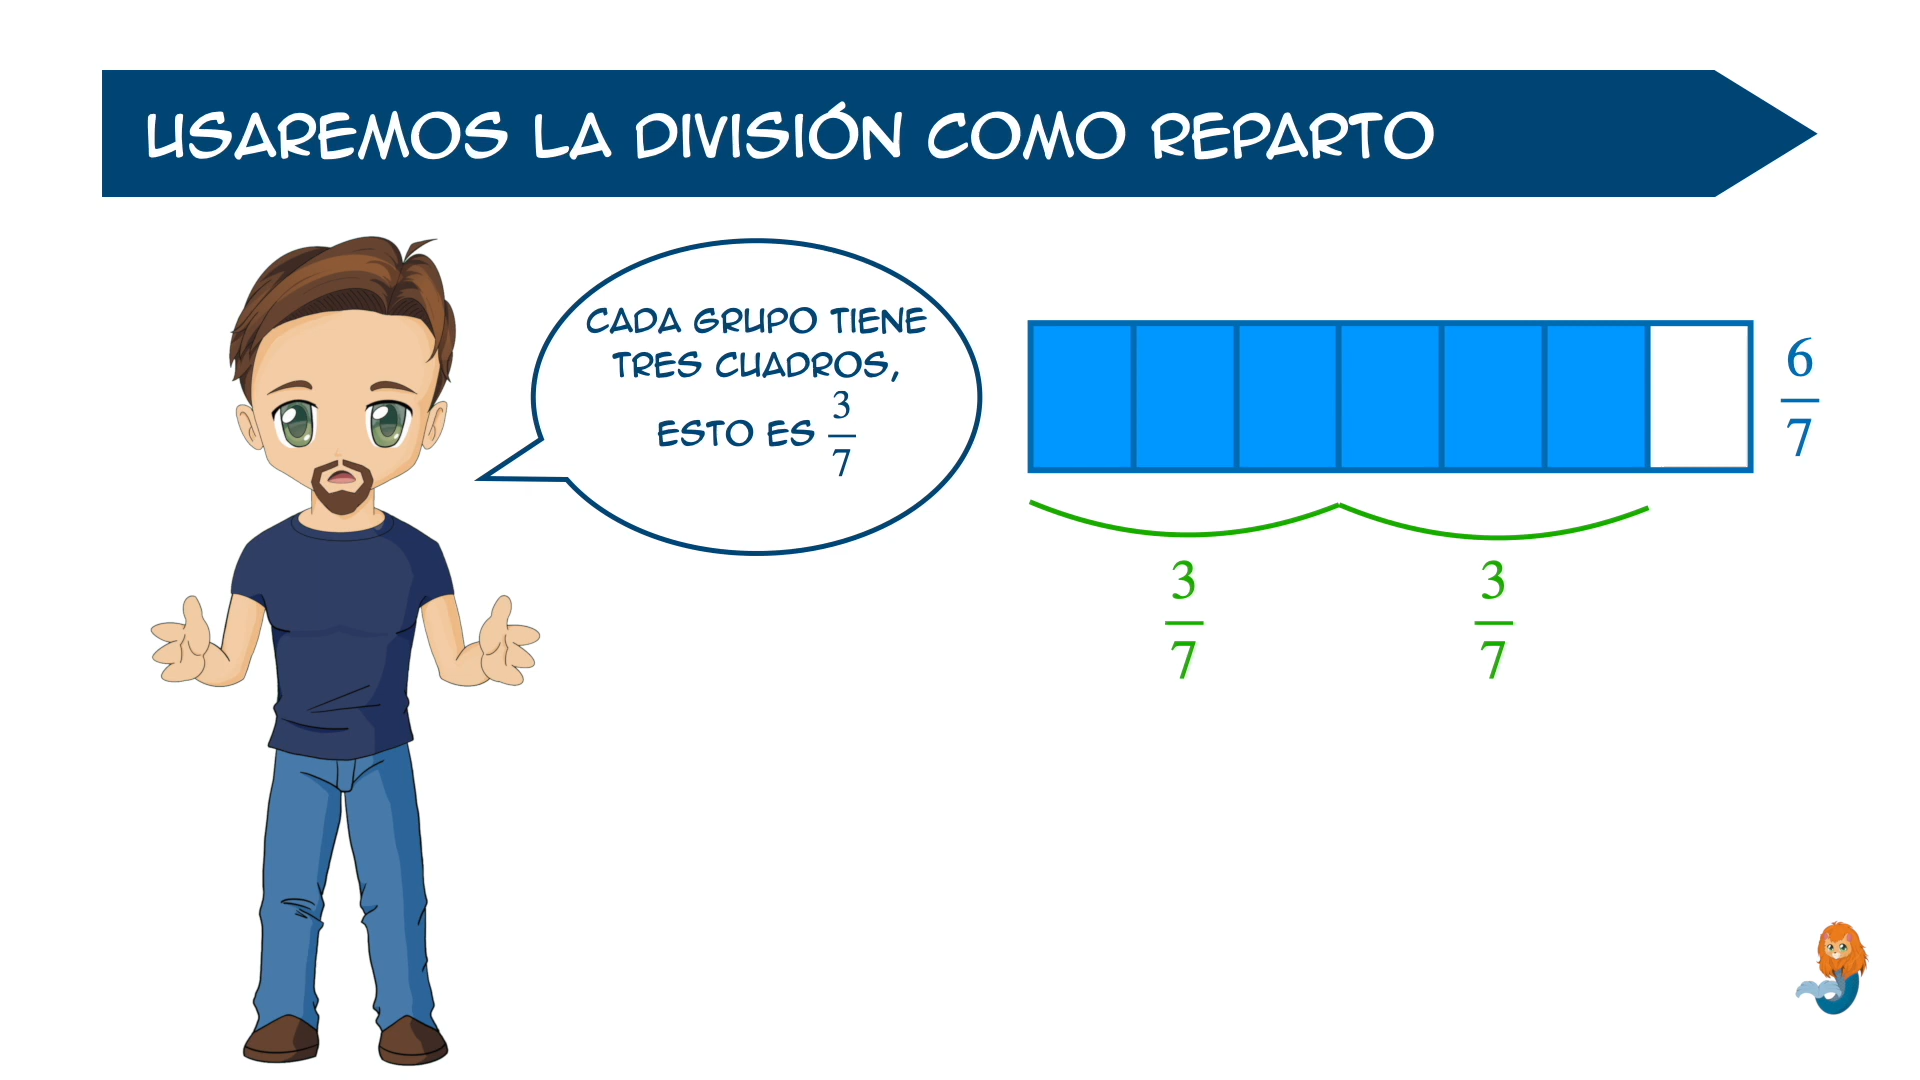 USAREMOS LA DIVISIÓN COMO REPARTO
CADA GRUPO TIENE
TRES CUADROS,
ESTO ES 3/7
6/7
3/7 3/7